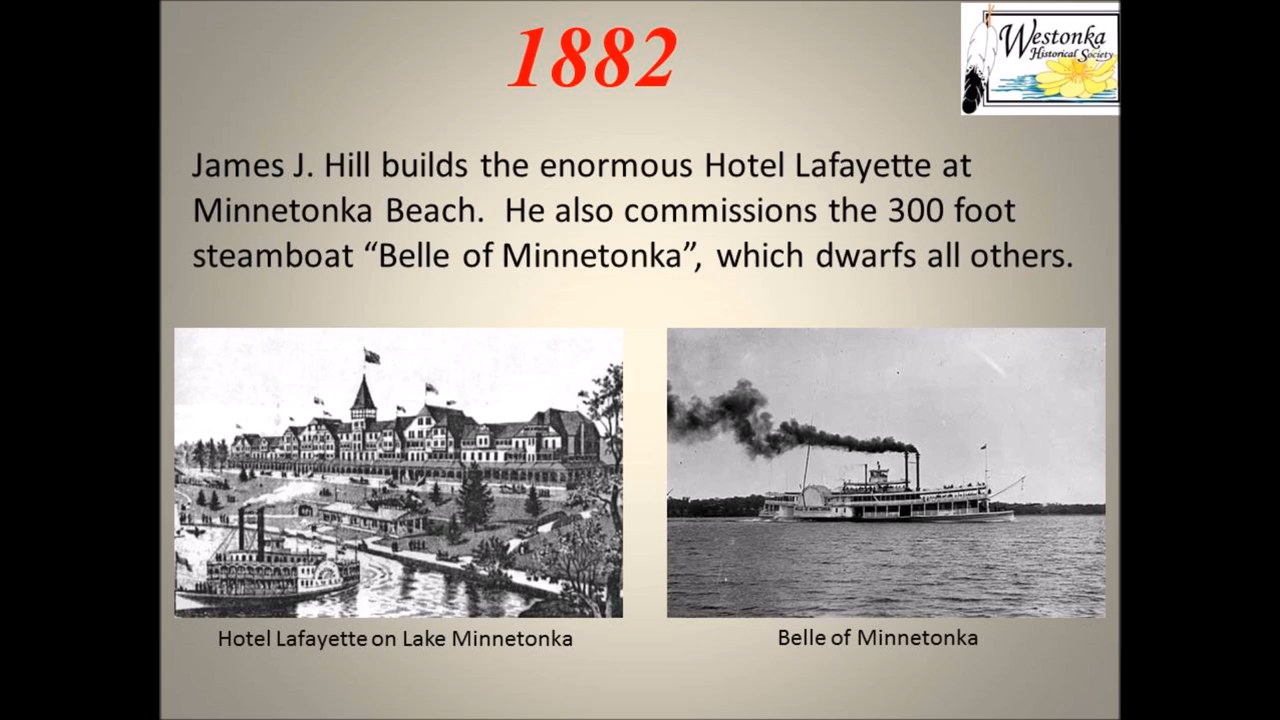 1882
Westonka
Historical Society
James J. Hill builds the enormous Hotel Lafayette at
Minnetonka Beach.  He also commissions the 300 foot
steamboat “Belle of Minnetonka”, which dwarfs all others.
Hotel Lafayette on Lake Minnetonka
Belle of Minnetonka